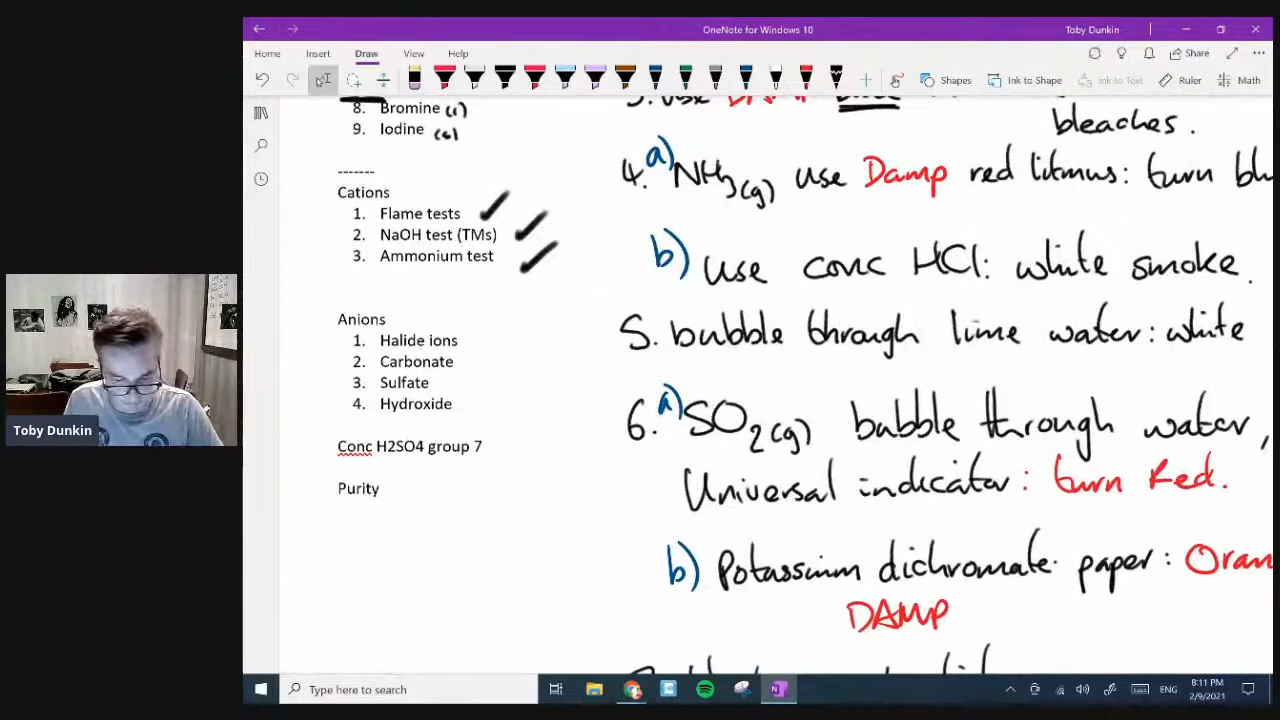 OneNote for Windows 10
Toby Dunkin
Home Insert Draw View Help
Share
Shapes Ink to Shape Ink to Text Ruler Math
8. Bromine (l)
9. Iodine
-------
Cations
1. Flame tests
2. NaOH test (TMs)
3. Ammonium test
Anions
1. Halide ions
2. Carbonate
3. Sulfate
4. Hydroxide
Conc H2SO4 group 7
Purity
use DAMP
bleaches.
4. a) NH3(g) use Damp red litmus: turn
b) use conc HCl: white smoke.
5. bubble through lime water: white
6. a) SO2(g) bubble through water,
Universal indicator: turn Red.
b) Potassium dichromate paper: Oran
DAMP
Toby Dunkin
Type here to search
ENG
8:11 PM
2/9/2021